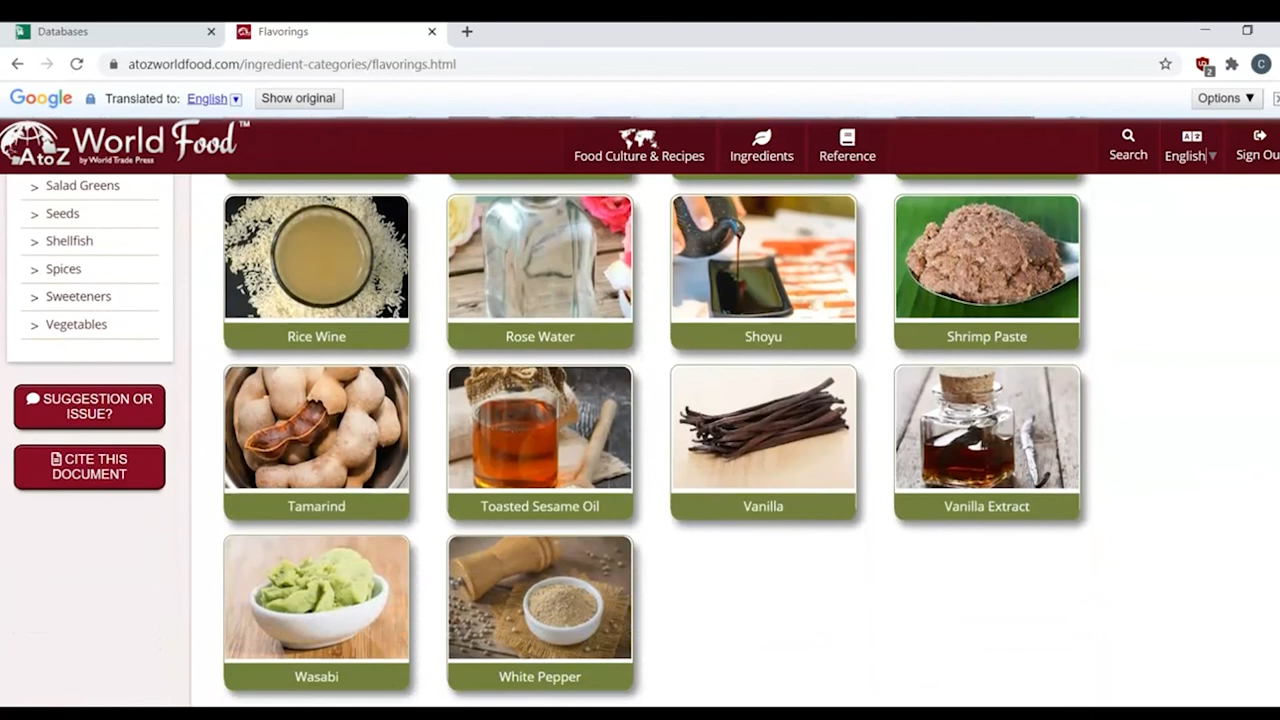 Databases
Flavorings
atozworldfood.com/ingredient-categories/flavorings.html
C
2
Google Translated to: English Show original Options ▼
AtoZ World Food™
by World Trade Press
Food Culture & Recipes
Ingredients
Reference
Search
English
Sign Ou
> Salad Greens
> Seeds
> Shellfish
> Spices
> Sweeteners
> Vegetables
SUGGESTION OR
ISSUE?
CITE THIS
DOCUMENT
Rice Wine
Rose Water
Shoyu
Shrimp Paste
Tamarind
Toasted Sesame Oil
Vanilla
Vanilla Extract
Wasabi
White Pepper